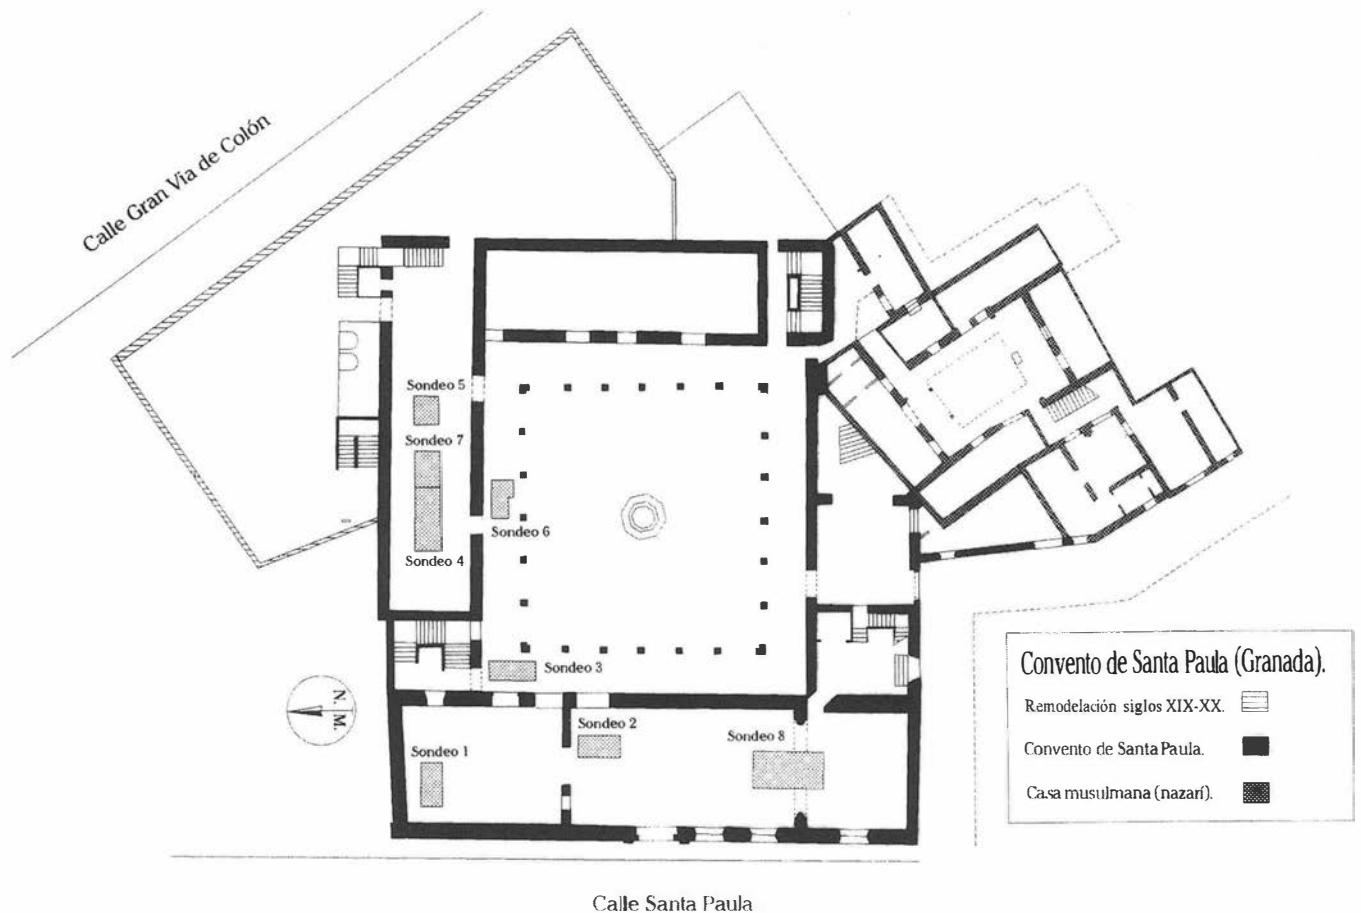 Calle Gran Via de Colón
Sondeo 5
Sondeo 7
Sondeo 6
Sondeo 4
Sondeo 3
N. M.
Sondeo 2
Sondeo 8
Sondeo 1
Convento de Santa Paula (Granada).
Remodelación siglos XIX-XX.
Convento de Santa Paula.
Casa musulmana (nazarí).
Calle Santa Paula